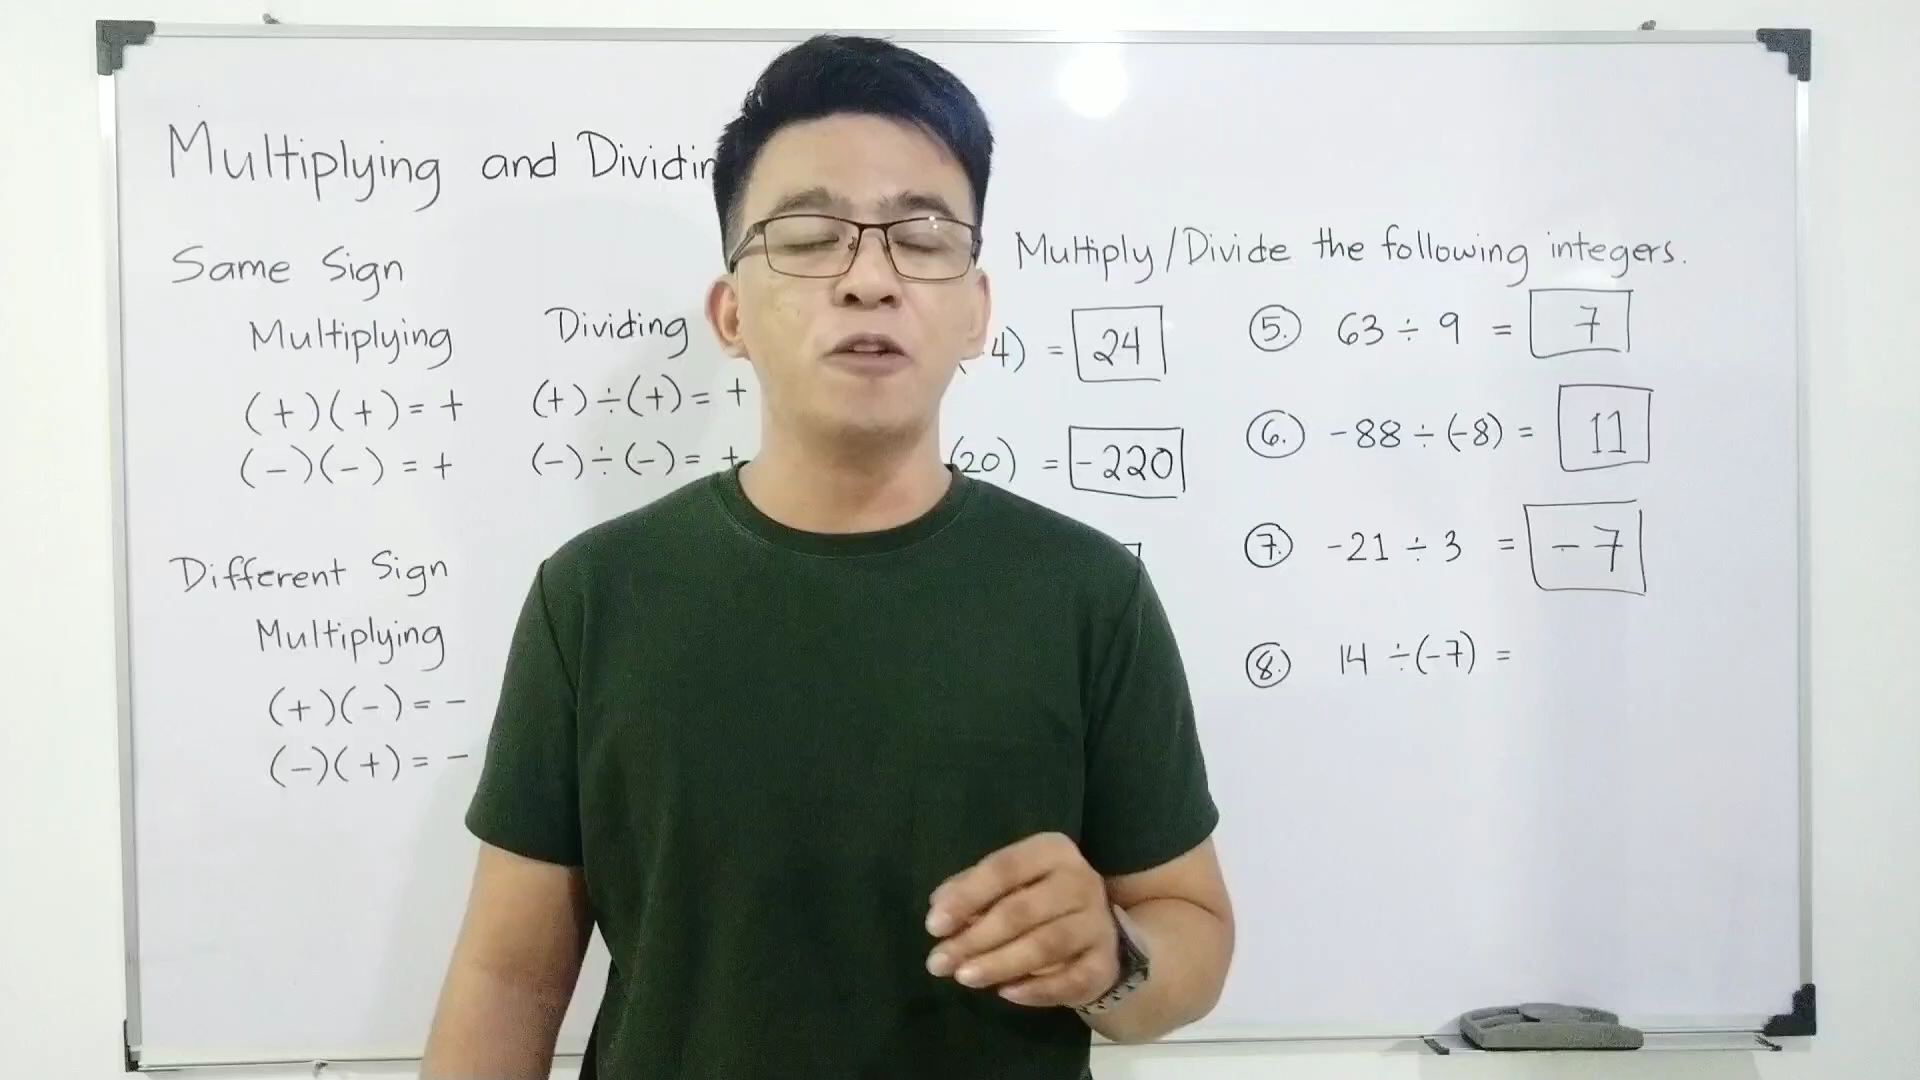 Multiplying and Dividin
Same Sign
Multiplying
(+)(+) = +
(-)(-) = +
Dividing
(+) ÷ (+) = +
(-) ÷ (-) = +
Different Sign
Multiplying
(+)(-) = -
(-)(+) = -
Multiply/Divide the following integers.
4) = 24
(20) = -220
5. 63 ÷ 9 = 7
6. -88 ÷ (-8) = 11
7. -21 ÷ 3 = -7
8. 14 ÷ (-7) =